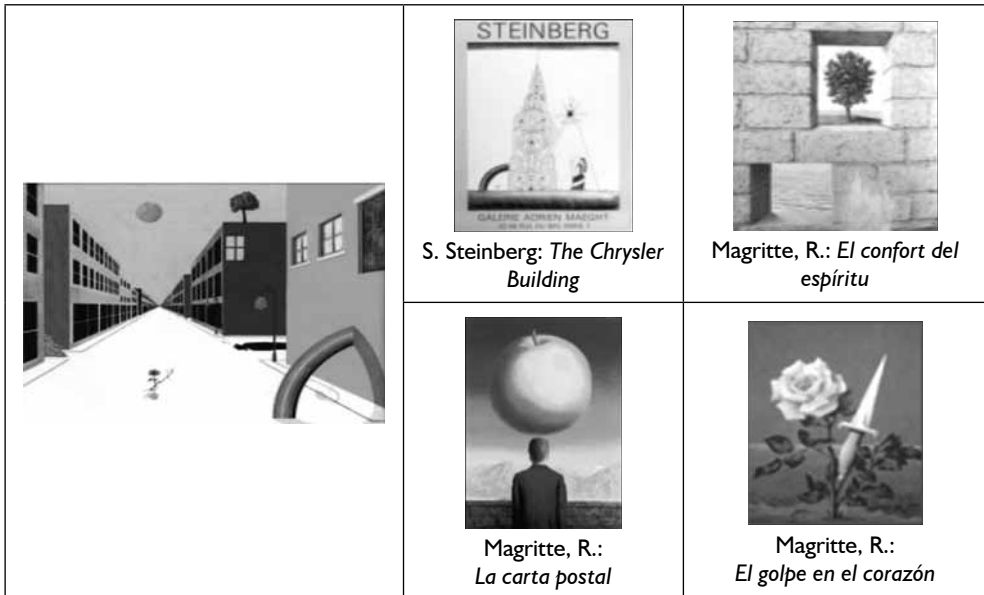 STEINBERG
GALERIE ADRIEN MAEGHT
S. Steinberg: The Chrysler
Building
Magritte, R.: El confort del
espíritu
Magritte, R.:
La carta postal
Magritte, R.:
El golpe en el corazón